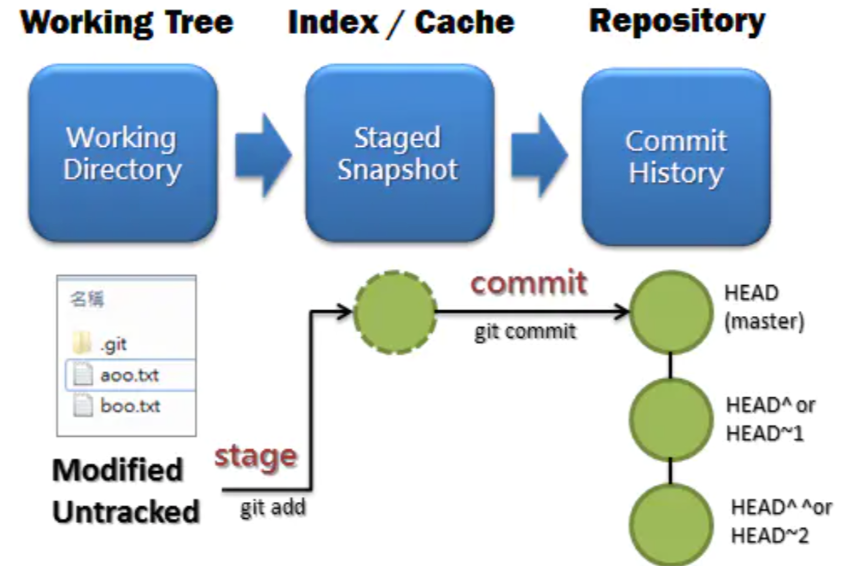 Working Tree
Index / Cache
Repository
Working
Directory
Staged
Snapshot
Commit
History
名稱
.git
aoo.txt
boo.txt
Modified
Untracked
stage
git add
commit
git commit
HEAD
(master)
HEAD^ or
HEAD~1
HEAD^ ^or
HEAD~2